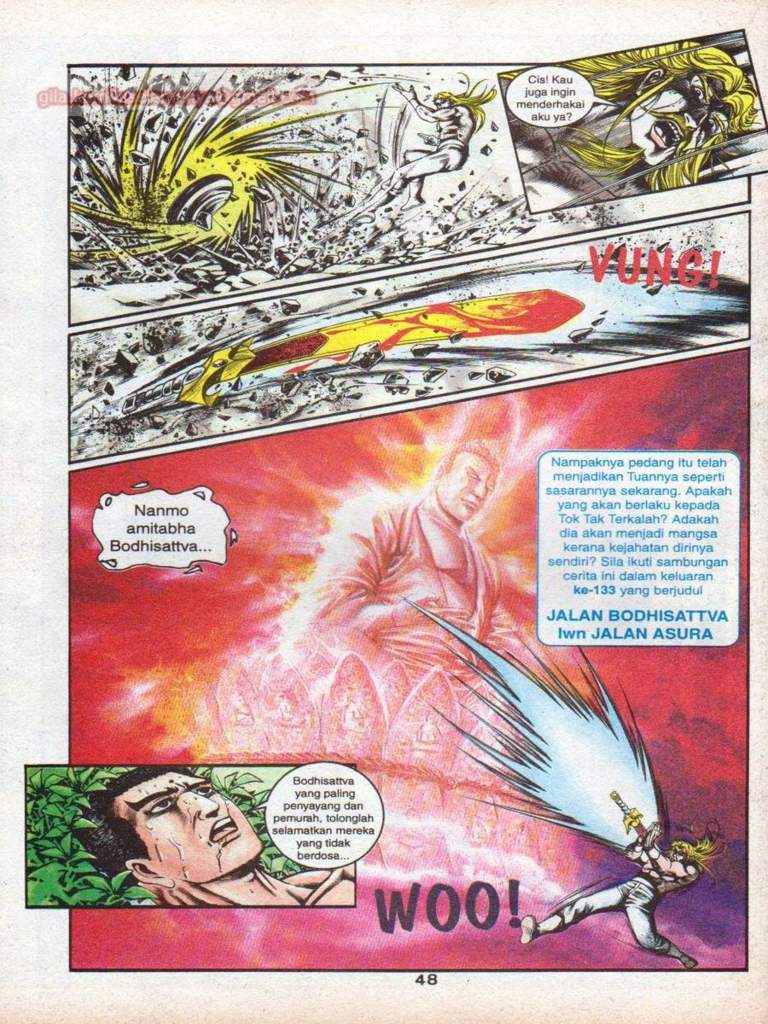 Cis! Kau
juga ingin
menderhakai
aku ya?
VUNG!
Nanmo
amitabha
Bodhisattva...
Nampaknya pedang itu telah
menjadikan Tuannya seperti
sasarannya sekarang. Apakah
yang akan berlaku kepada
Tok Tak Terkalah? Adakah
dia akan menjadi mangsa
kerana kejahatan dirinya
sendiri? Sila ikuti sambungan
cerita ini dalam keluaran
ke-133 yang berjudul
JALAN BODHISATTVA
lwn JALAN ASURA
Bodhisattva
yang paling
penyayang dan
pemurah, tolonglah
selamatkan mereka
yang tidak
berdosa...
WOO!
48